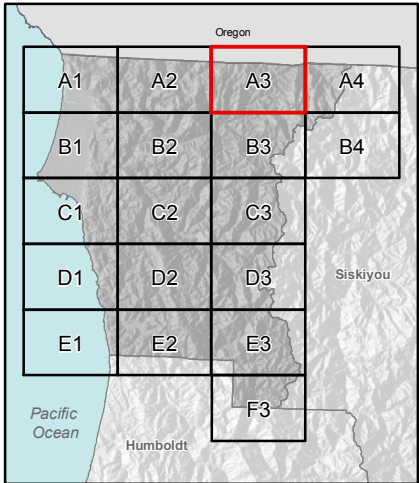 Oregon
A1 A2 A3 A4
B1 B2 B3 B4
C1 C2 C3
D1 D2 D3
Siskiyou
E1 E2 E3
F3
Pacific
Ocean
Humboldt